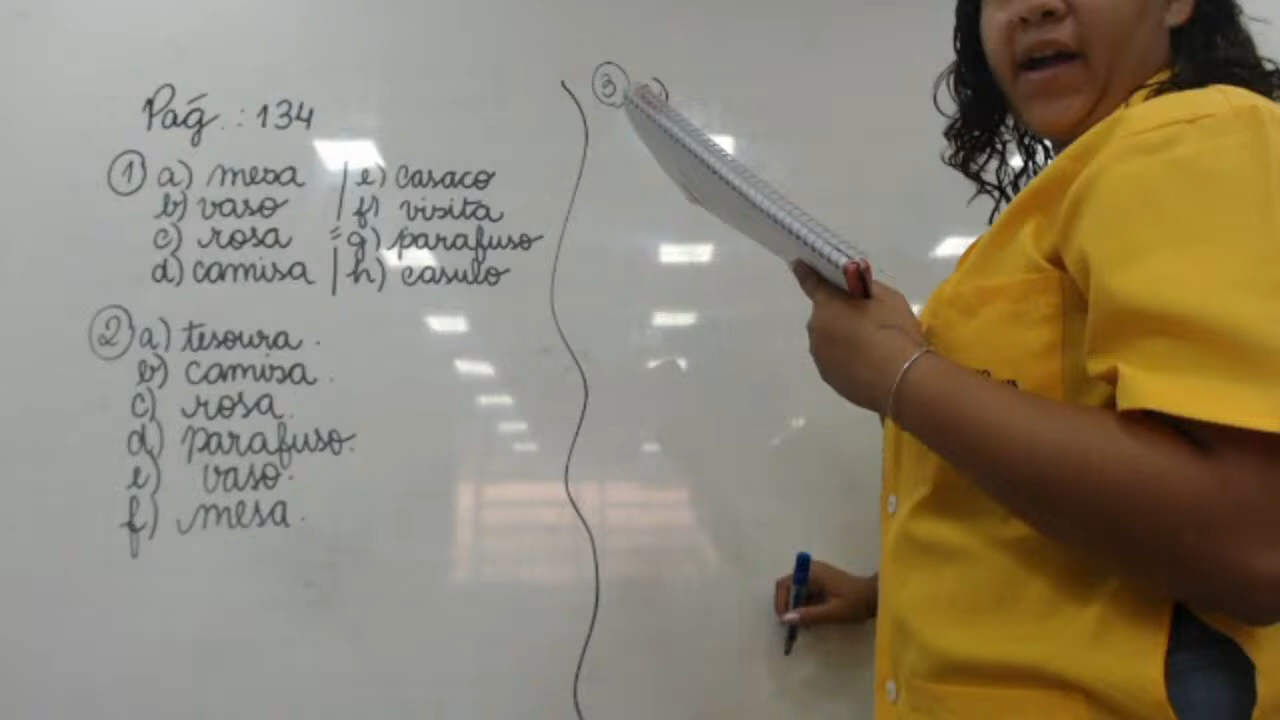 Pág.: 134
① a) mesa | e) casaco
b) vaso | f) visita
c) rosa = g) parafuso
d) camisa | h) casulo
② a) tesoura.
b) camisa.
c) rosa.
d) parafuso.
e) vaso.
f) mesa.
③